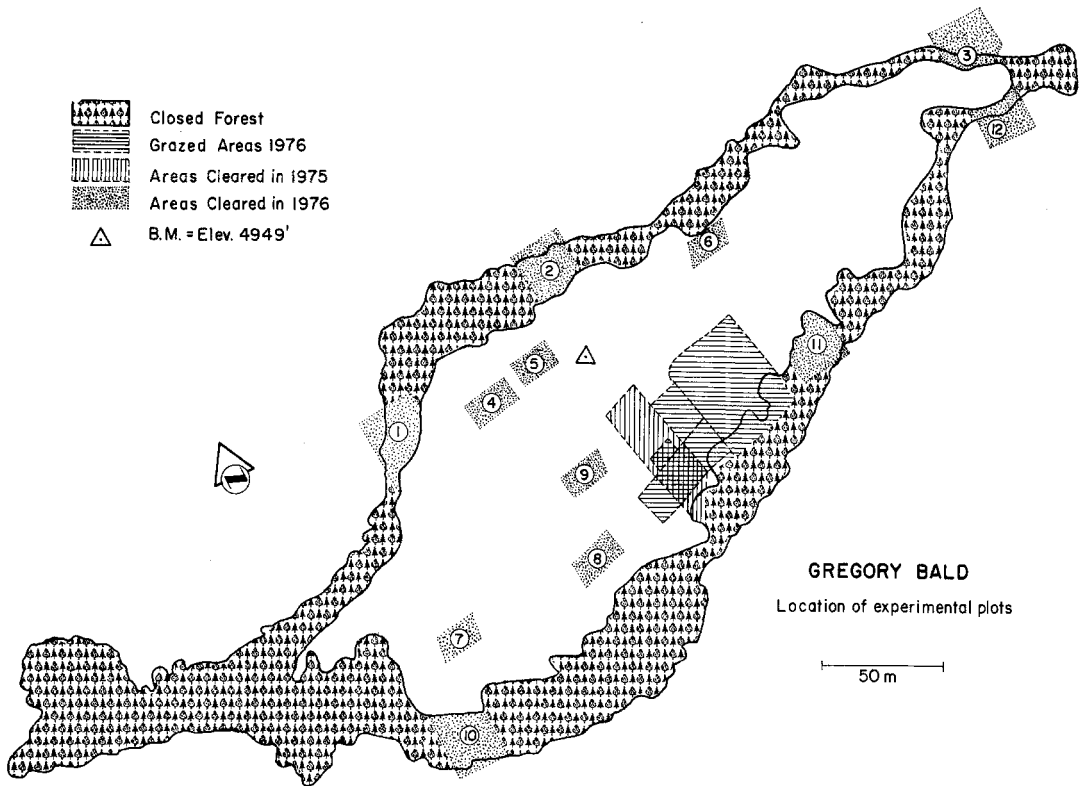 Closed Forest
Grazed Areas 1976
Areas Cleared in 1975
Areas Cleared in 1976
B.M. = Elev. 4949'
3
12
2
6
11
5
4
1
9
8
7
10
GREGORY BALD
Location of experimental plots
50 m